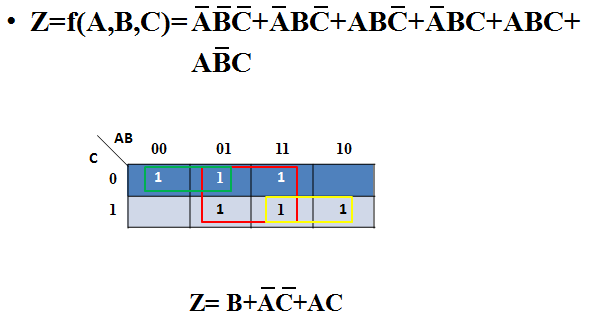 • Z=f(A,B,C)= A̅B̅C̅+A̅BC̅+ABC̅+A̅BC+ABC+
AB̅C
AB
C
00 01 11 10
0 1 1 1
1 1 1 1
Z= B+A̅C̅+AC